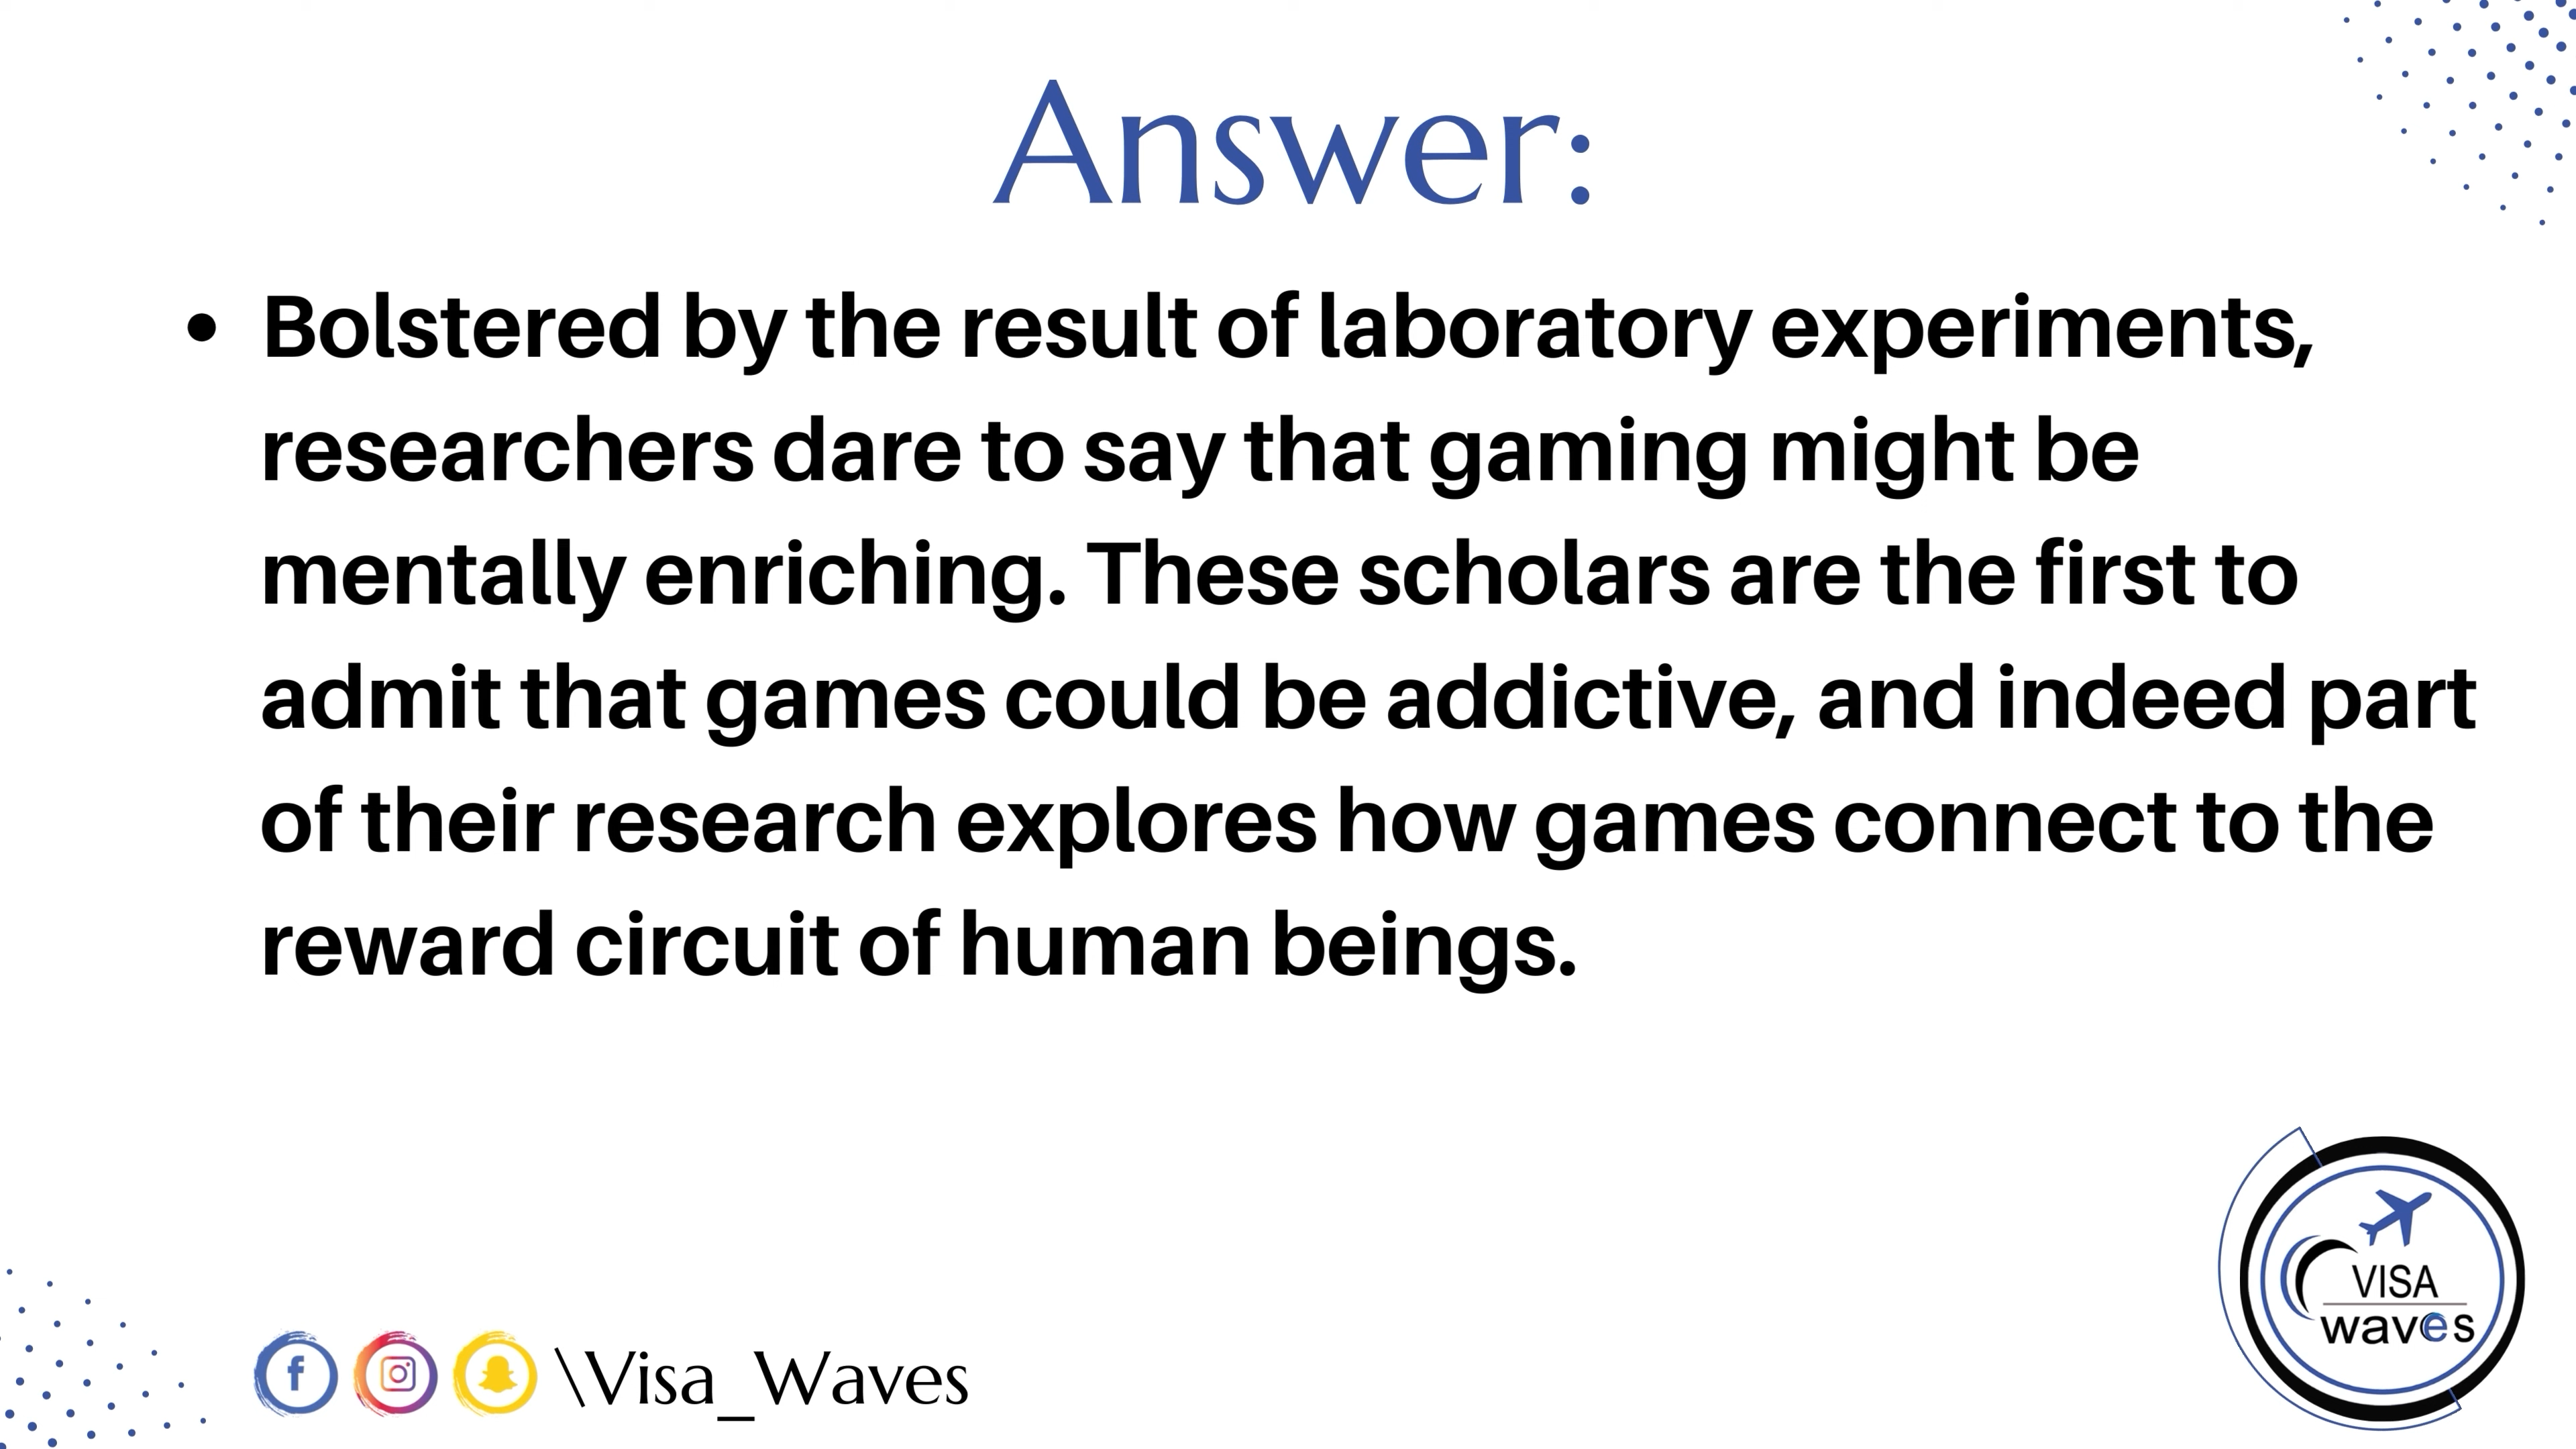 Answer:
• Bolstered by the result of laboratory experiments,
researchers dare to say that gaming might be
mentally enriching. These scholars are the first to
admit that games could be addictive, and indeed part
of their research explores how games connect to the
reward circuit of human beings.
VISA
waves
\Visa_Waves